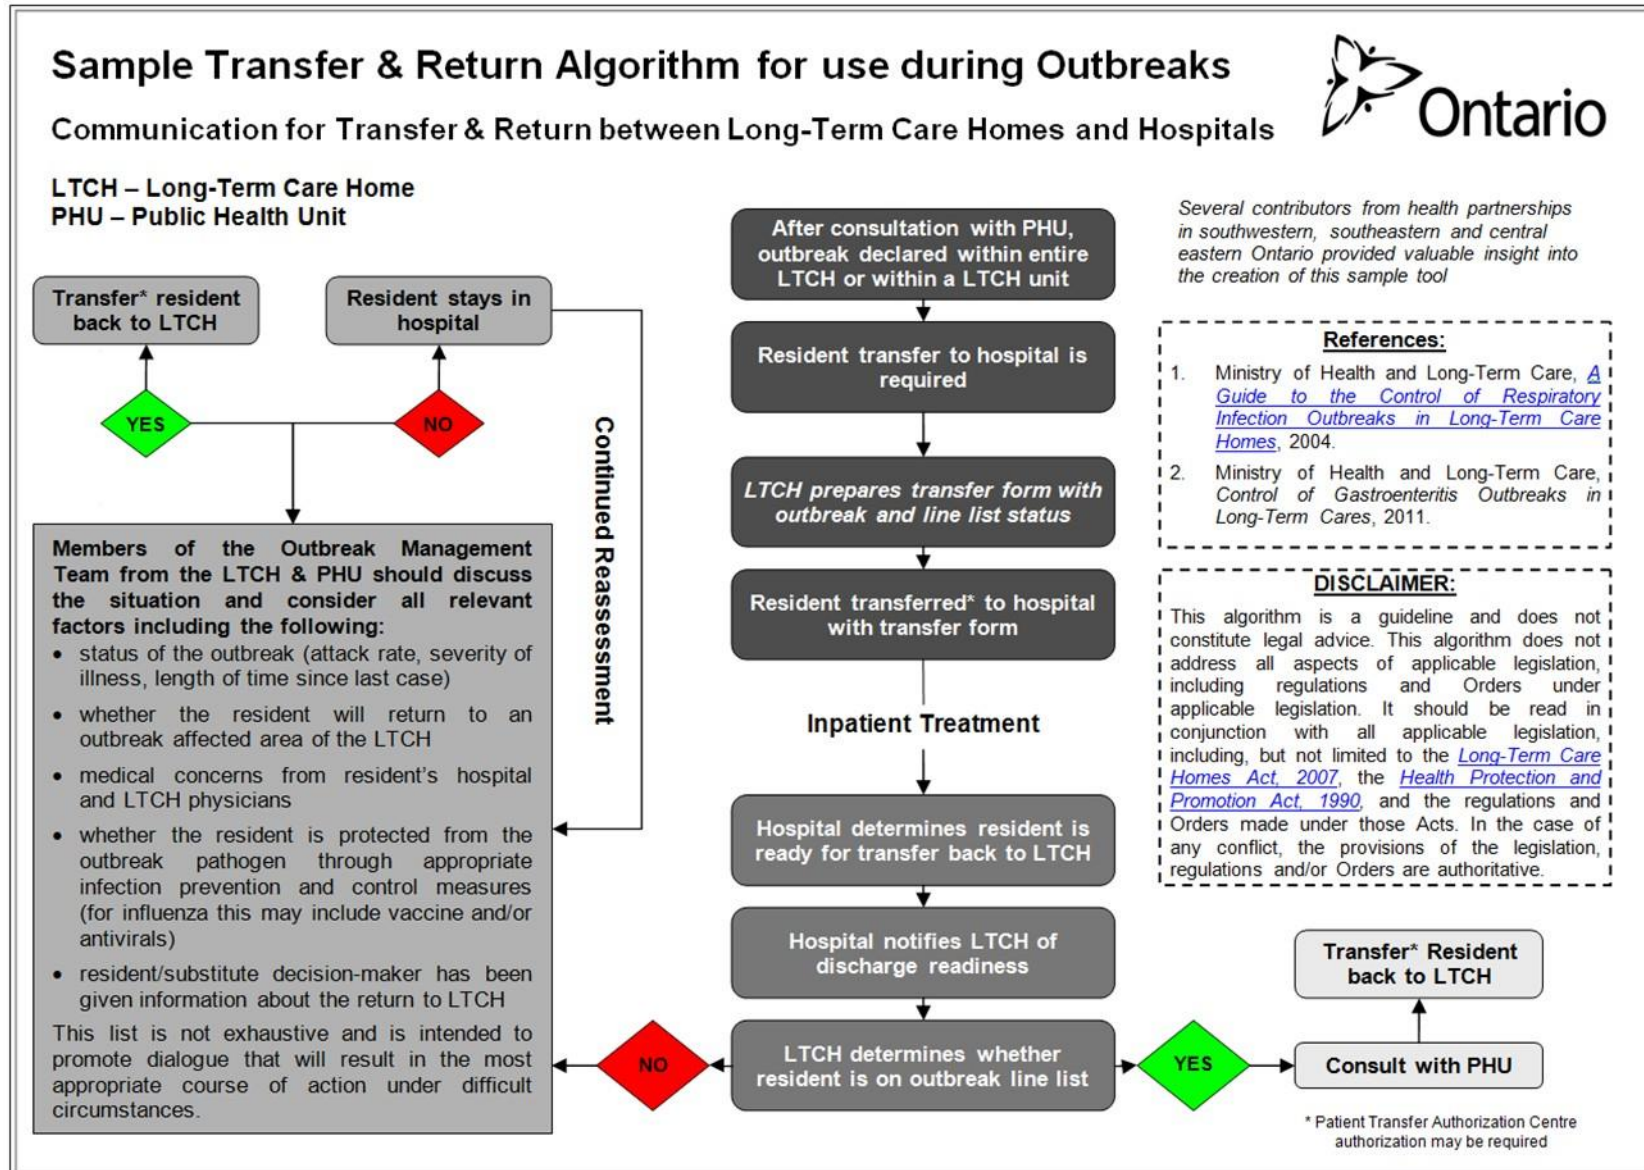 Sample Transfer & Return Algorithm for use during Outbreaks
Communication for Transfer & Return between Long-Term Care Homes and Hospitals
Ontario
LTCH – Long-Term Care Home
PHU – Public Health Unit
Transfer* resident
back to LTCH
Resident stays in
hospital
YES
NO
Continued Reassessment
Members of the Outbreak Management
Team from the LTCH & PHU should discuss
the situation and consider all relevant
factors including the following:
• status of the outbreak (attack rate, severity of
illness, length of time since last case)
• whether the resident will return to an
outbreak affected area of the LTCH
• medical concerns from resident's hospital
and LTCH physicians
• whether the resident is protected from the
outbreak pathogen through appropriate
infection prevention and control measures
(for influenza this may include vaccine and/or
antivirals)
• resident/substitute decision-maker has been
given information about the return to LTCH
This list is not exhaustive and is intended to
promote dialogue that will result in the most
appropriate course of action under difficult
circumstances.
After consultation with PHU,
outbreak declared within entire
LTCH or within a LTCH unit
Resident transfer to hospital is
required
LTCH prepares transfer form with
outbreak and line list status
Resident transferred* to hospital
with transfer form
Inpatient Treatment
Hospital determines resident is
ready for transfer back to LTCH
Hospital notifies LTCH of
discharge readiness
LTCH determines whether
resident is on outbreak line list
NO
YES
Consult with PHU
Transfer* Resident
back to LTCH
Several contributors from health partnerships
in southwestern, southeastern and central
eastern Ontario provided valuable insight into
the creation of this sample tool
References:
1. Ministry of Health and Long-Term Care, A
Guide to the Control of Respiratory
Infection Outbreaks in Long-Term Care
Homes, 2004.
2. Ministry of Health and Long-Term Care,
Control of Gastroenteritis Outbreaks in
Long-Term Cares, 2011.
DISCLAIMER:
This algorithm is a guideline and does not
constitute legal advice. This algorithm does not
address all aspects of applicable legislation,
including regulations and Orders under
applicable legislation. It should be read in
conjunction with all applicable legislation,
including, but not limited to the Long-Term Care
Homes Act, 2007, the Health Protection and
Promotion Act, 1990, and the regulations and
Orders made under those Acts. In the case of
any conflict, the provisions of the legislation,
regulations and/or Orders are authoritative.
* Patient Transfer Authorization Centre
authorization may be required